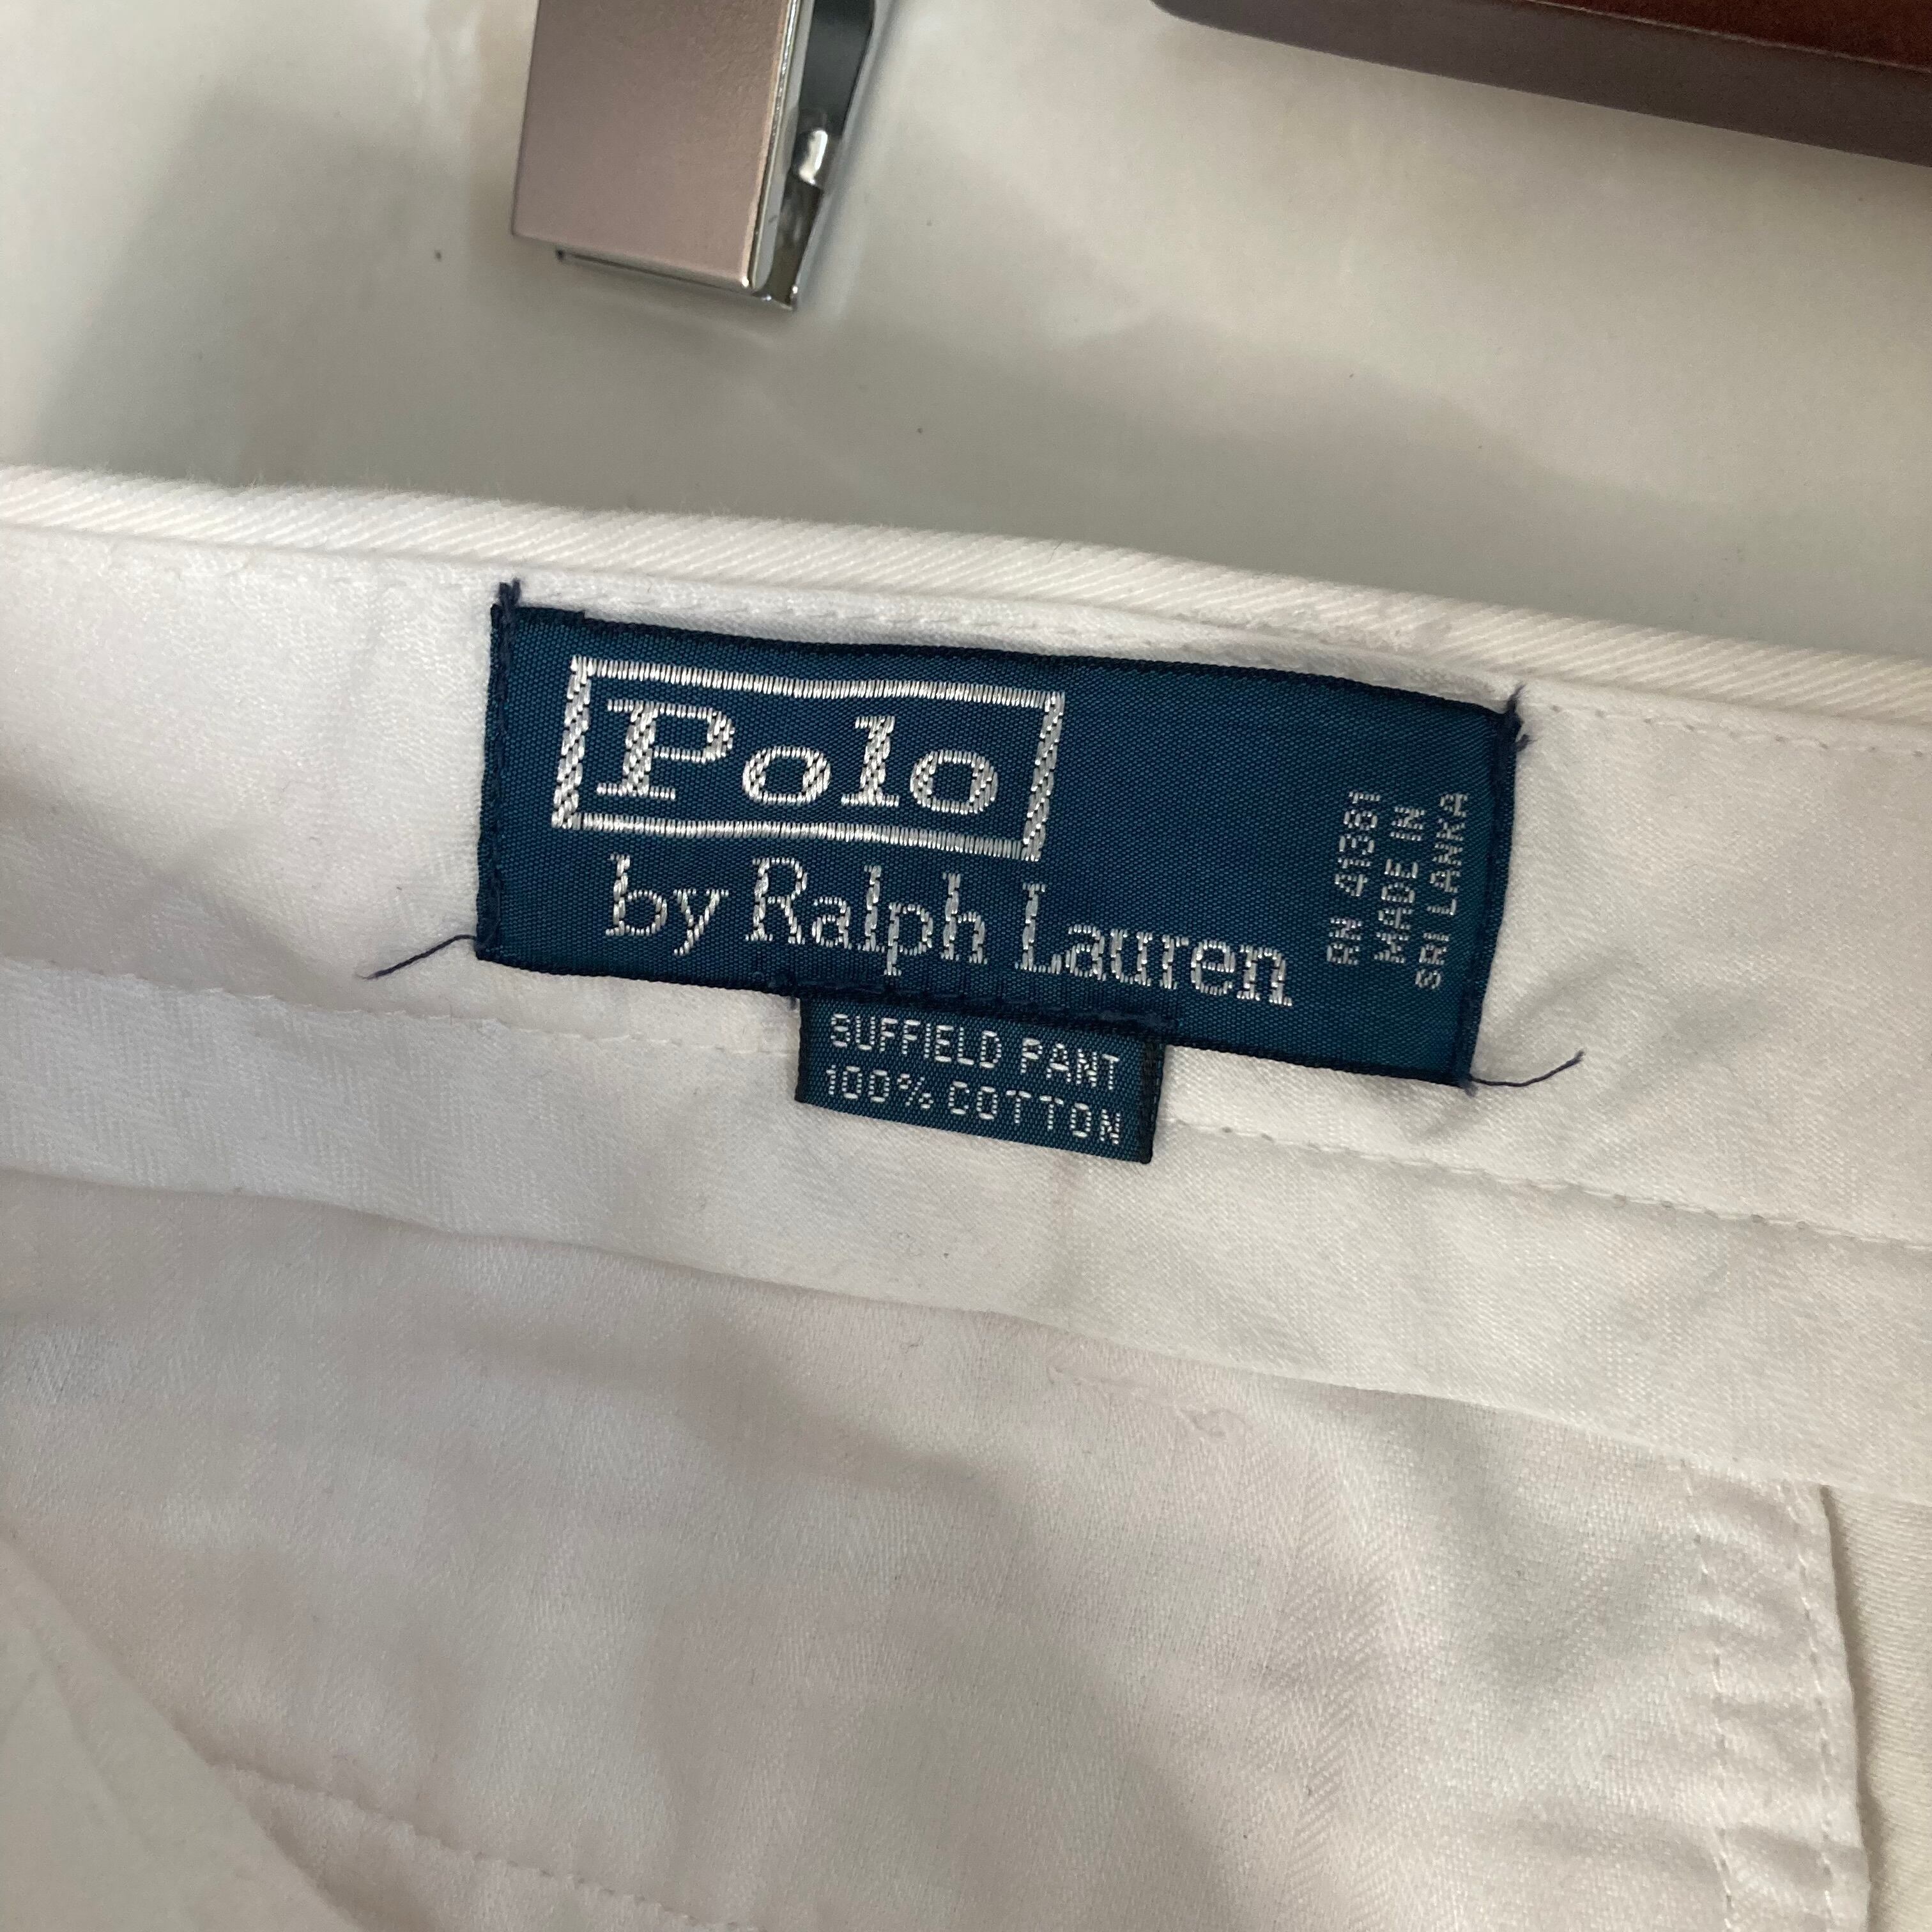 Polo
by Ralph Lauren
RN 41381
MADE IN
SRI LANKA
SUFFIELD PANT
100% COTTON